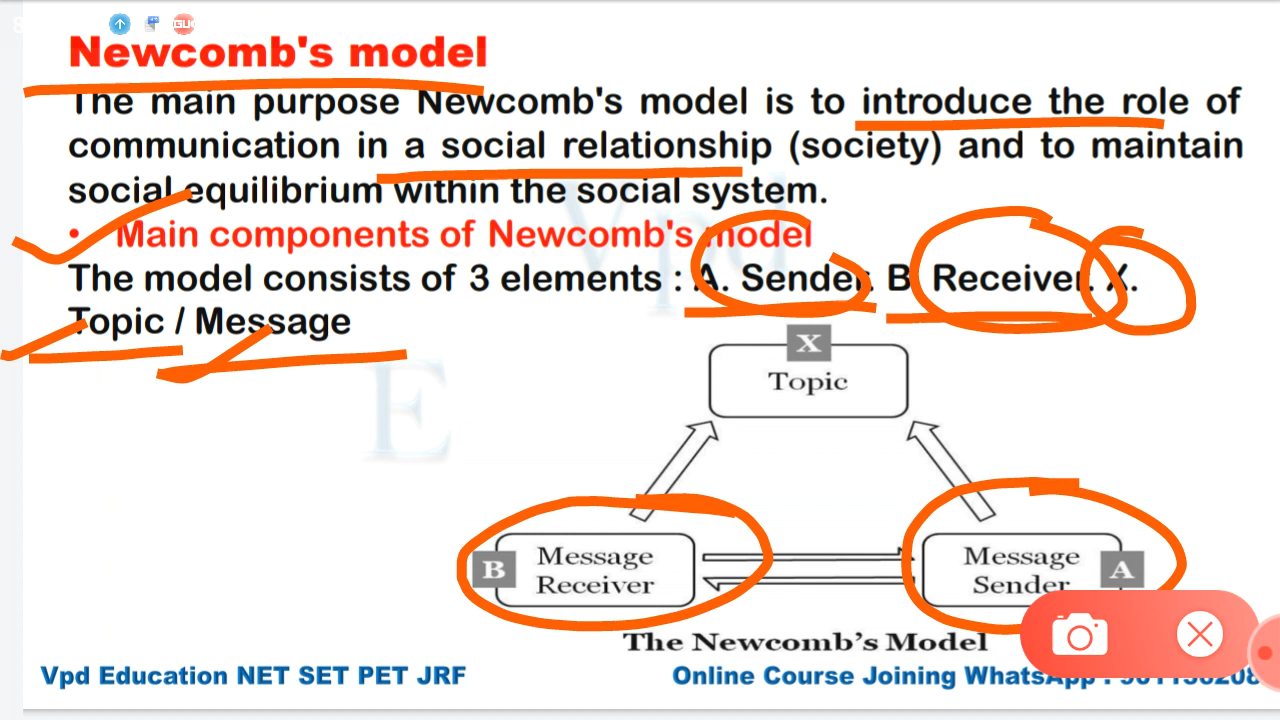 Newcomb's model
The main purpose Newcomb's model is to introduce the role of
communication in a social relationship (society) and to maintain
social equilibrium within the social system.
• Main components of Newcomb's model
The model consists of 3 elements : A. Sender. B. Receiver. X.
Topic / Message
X
Topic
B
Message
Receiver
Message
Sender
A
The Newcomb's Model
Vpd Education NET SET PET JRF
Online Course Joining WhatsApp :
Vpd
E